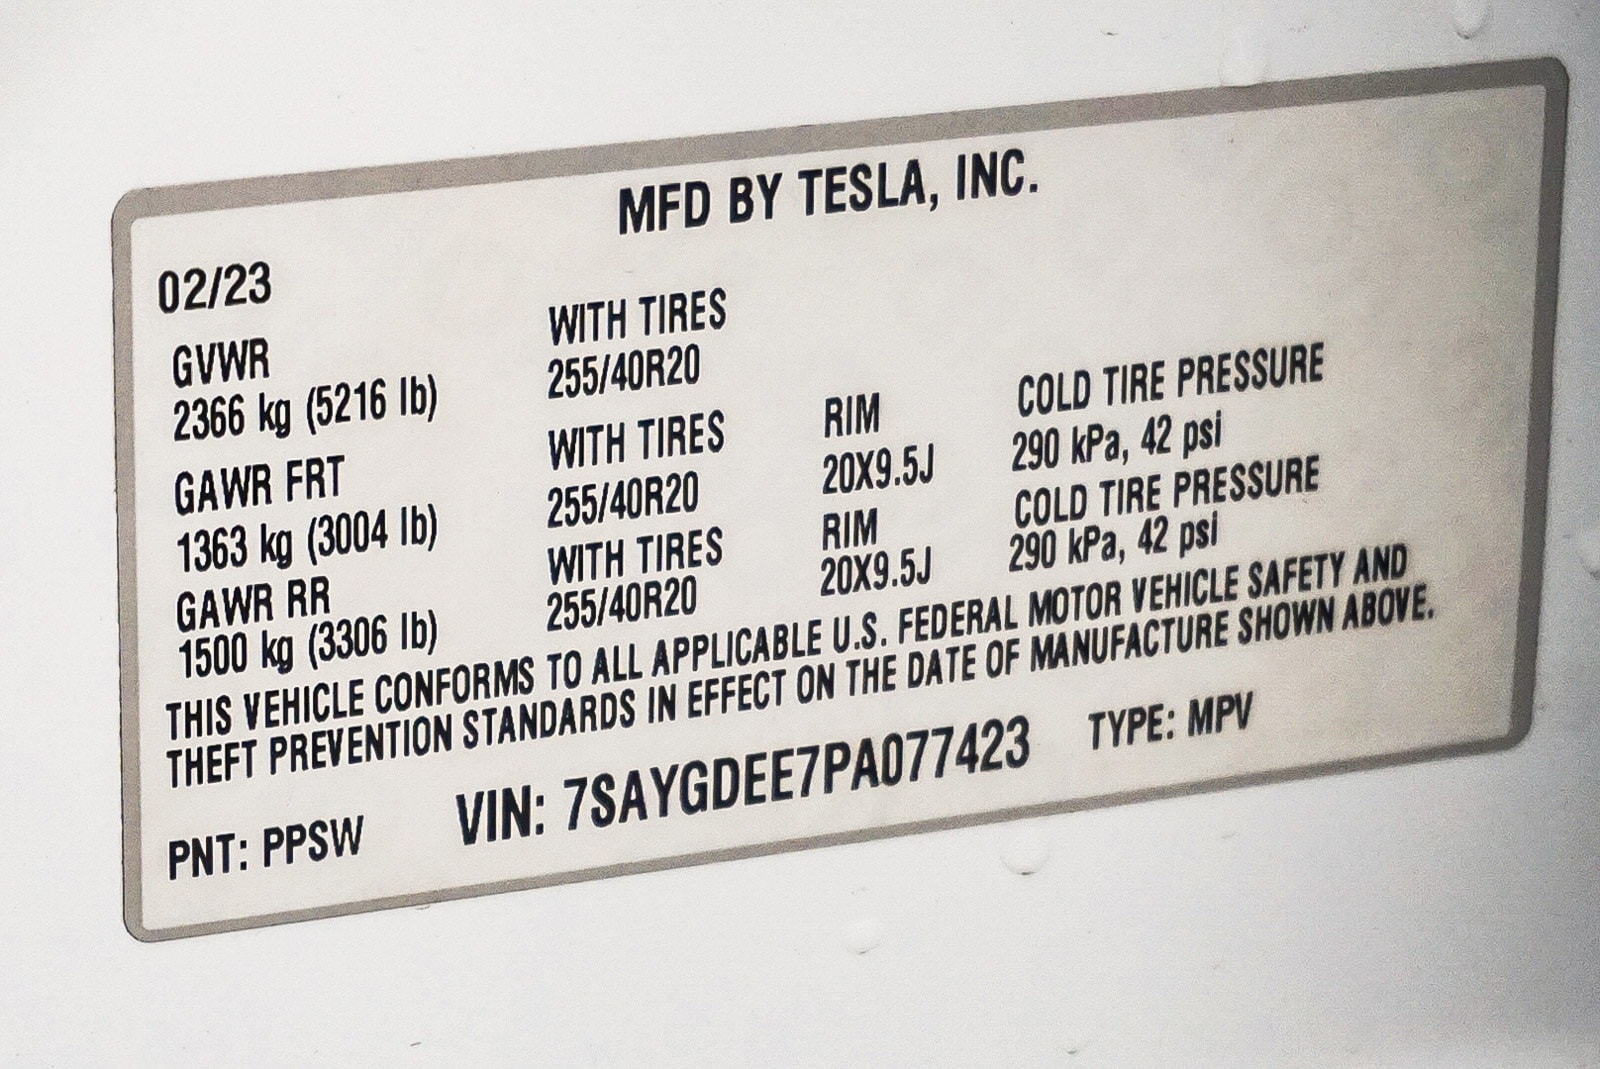 MFD BY TESLA, INC.
02/23
GVWR WITH TIRES
2366 kg (5216 lb) 255/40R20
GAWR FRT WITH TIRES RIM COLD TIRE PRESSURE
1363 kg (3004 lb) 255/40R20 20X9.5J 290 kPa, 42 psi
GAWR RR WITH TIRES RIM COLD TIRE PRESSURE
1500 kg (3306 lb) 255/40R20 20X9.5J 290 kPa, 42 psi
THIS VEHICLE CONFORMS TO ALL APPLICABLE U.S. FEDERAL MOTOR VEHICLE SAFETY AND
THEFT PREVENTION STANDARDS IN EFFECT ON THE DATE OF MANUFACTURE SHOWN ABOVE.
PNT: PPSW VIN: 7SAYGDEE7PA077423 TYPE: MPV